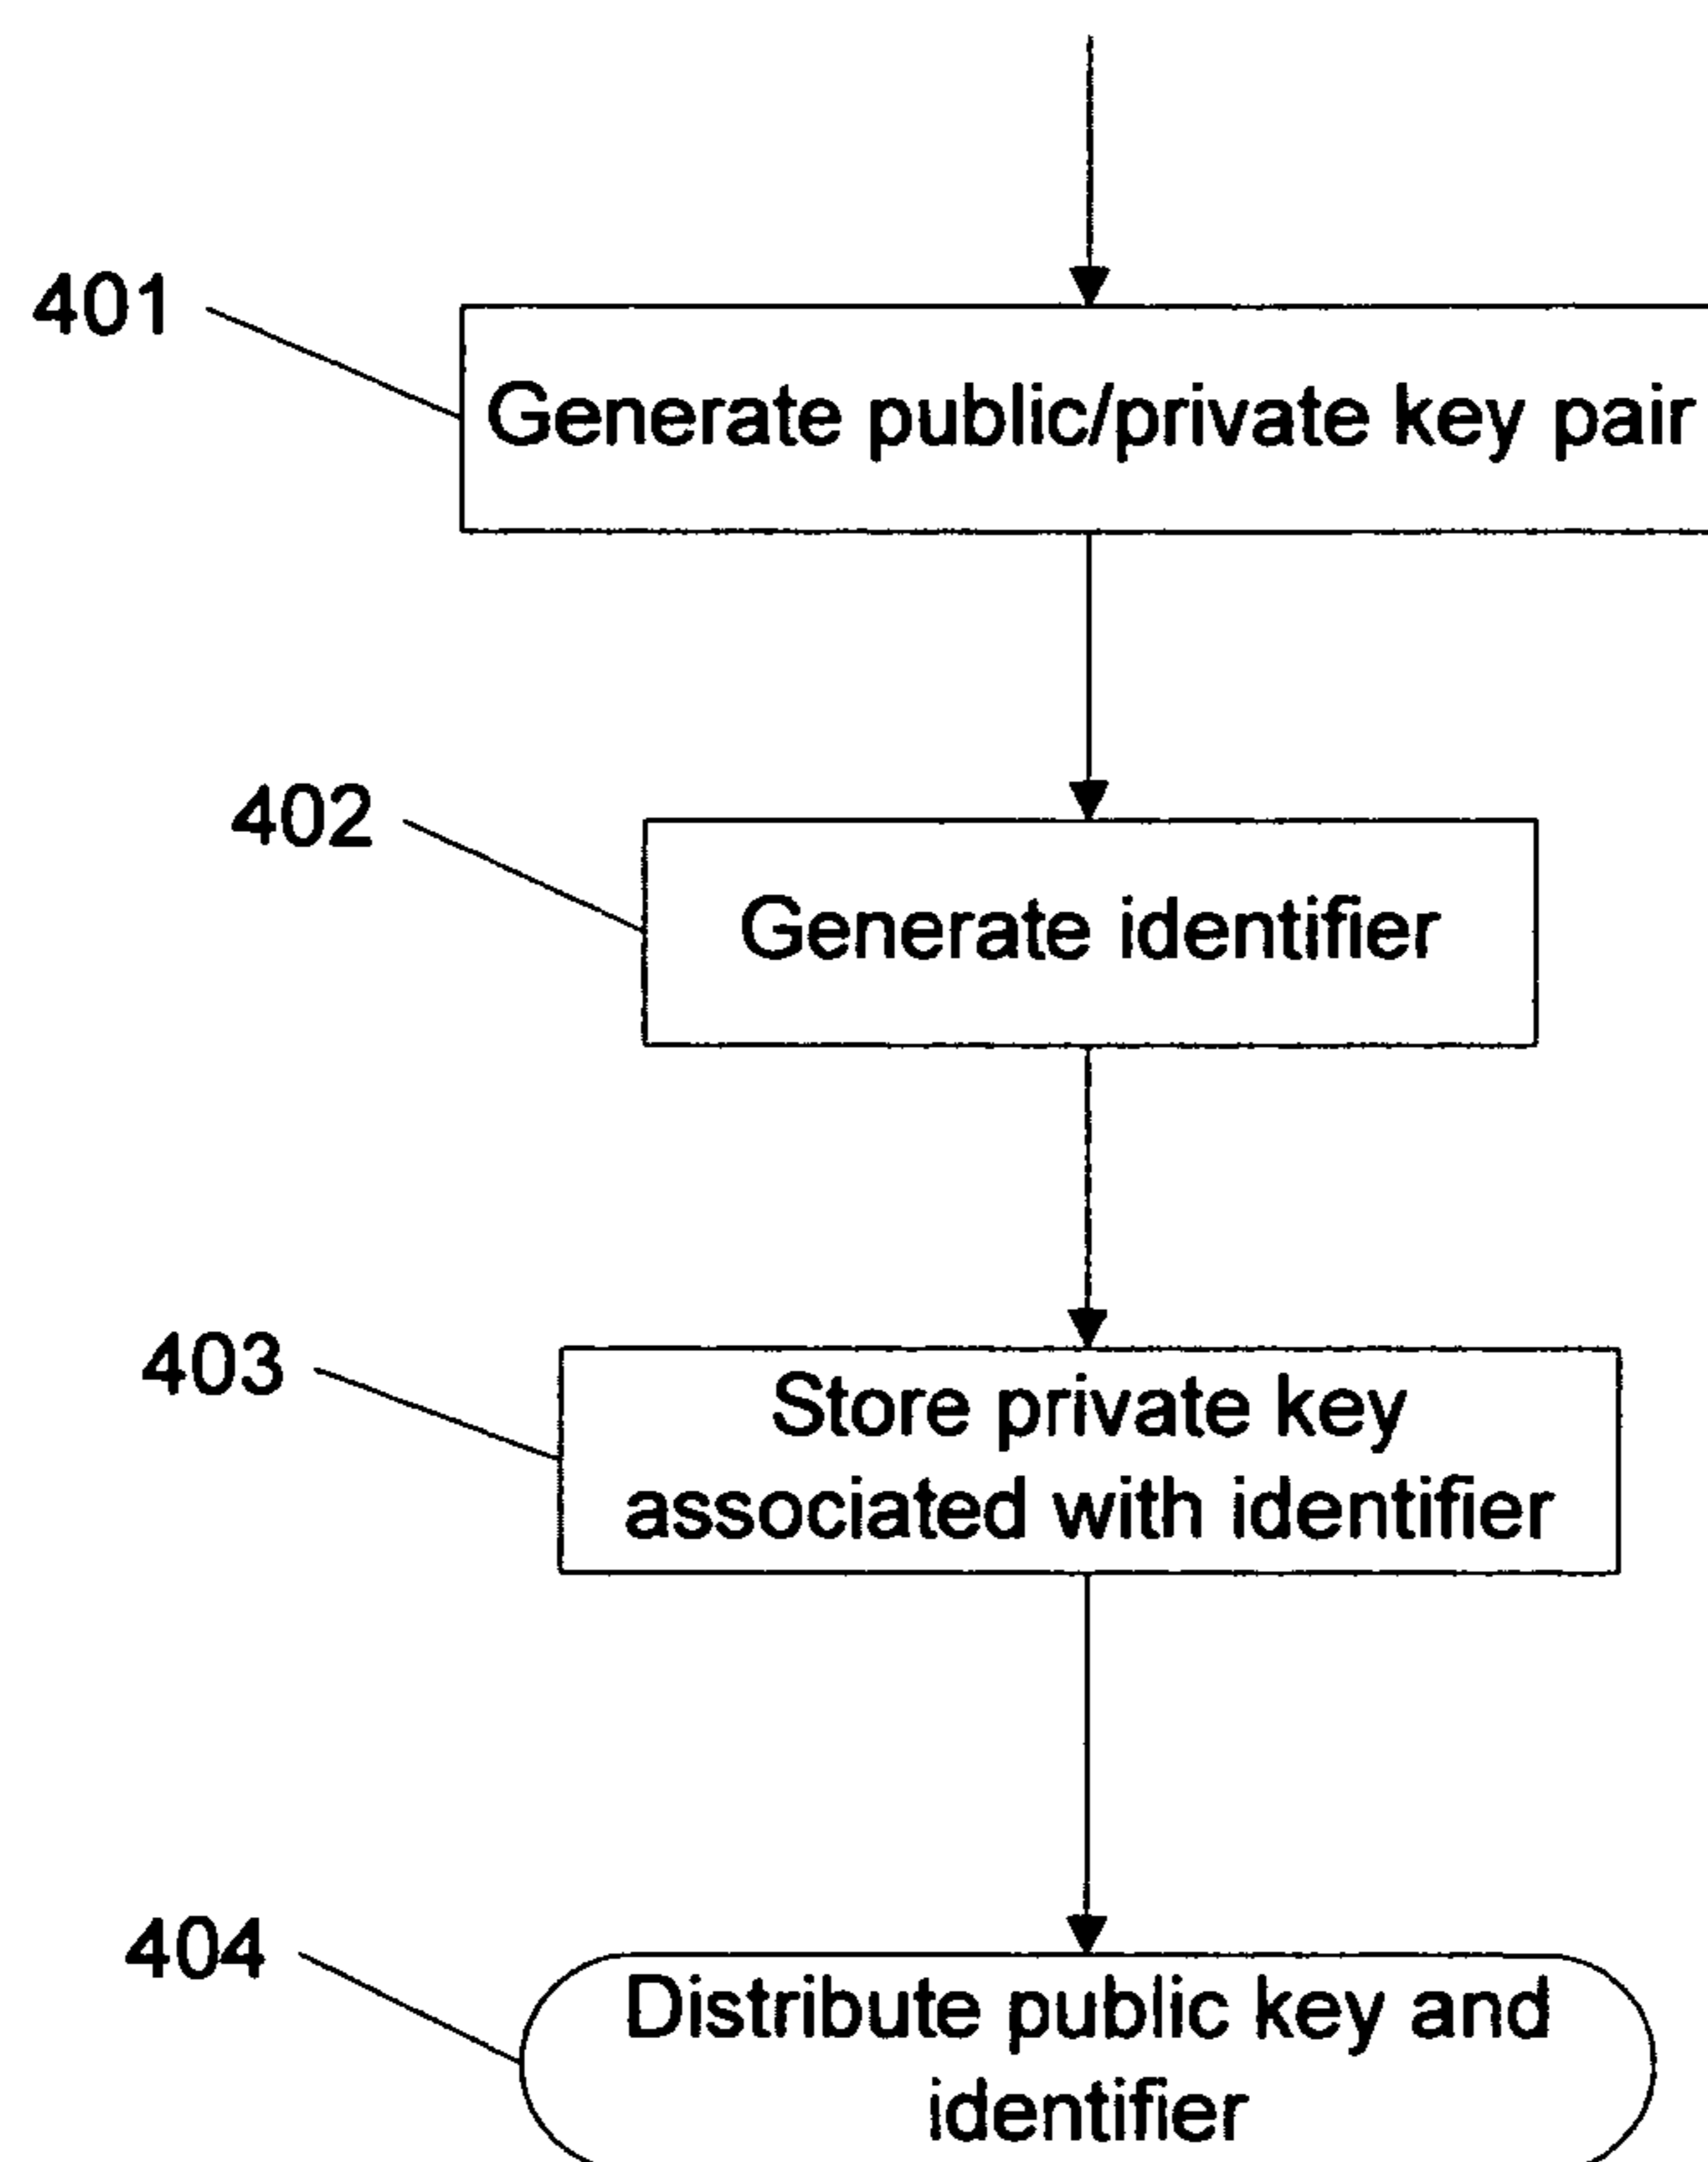 401
Generate public/private key pair
402
Generate identifier
403
Store private key
associated with identifier
404
Distribute public key and
identifier